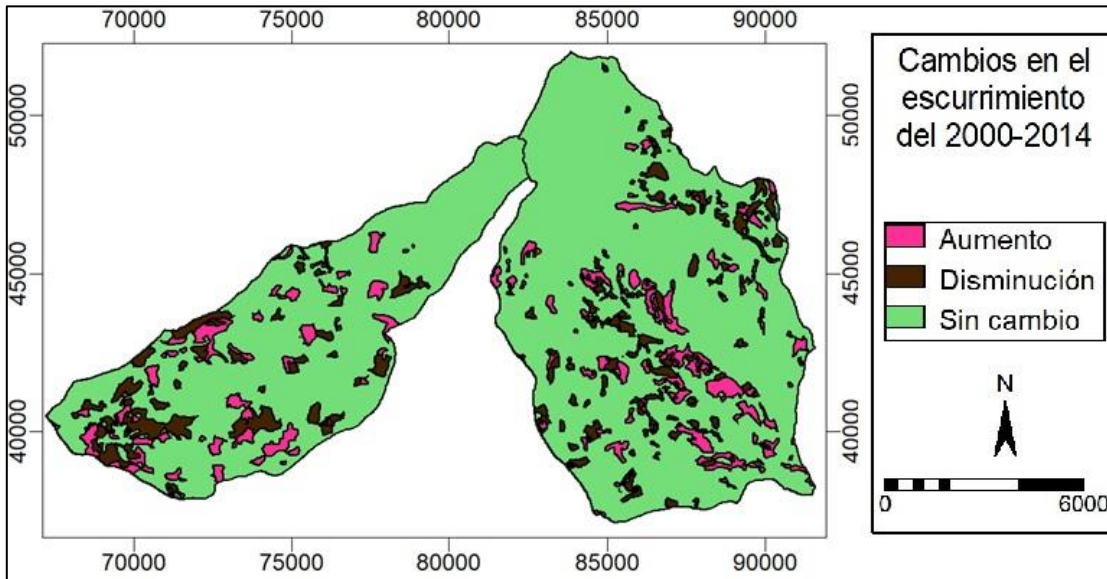 70000 75000 80000 85000 90000
50000 50000
45000 45000
40000 40000
70000 75000 80000 85000 90000
Cambios en el
escurrimiento
del 2000-2014
Aumento
Disminución
Sin cambio
N
0 6000